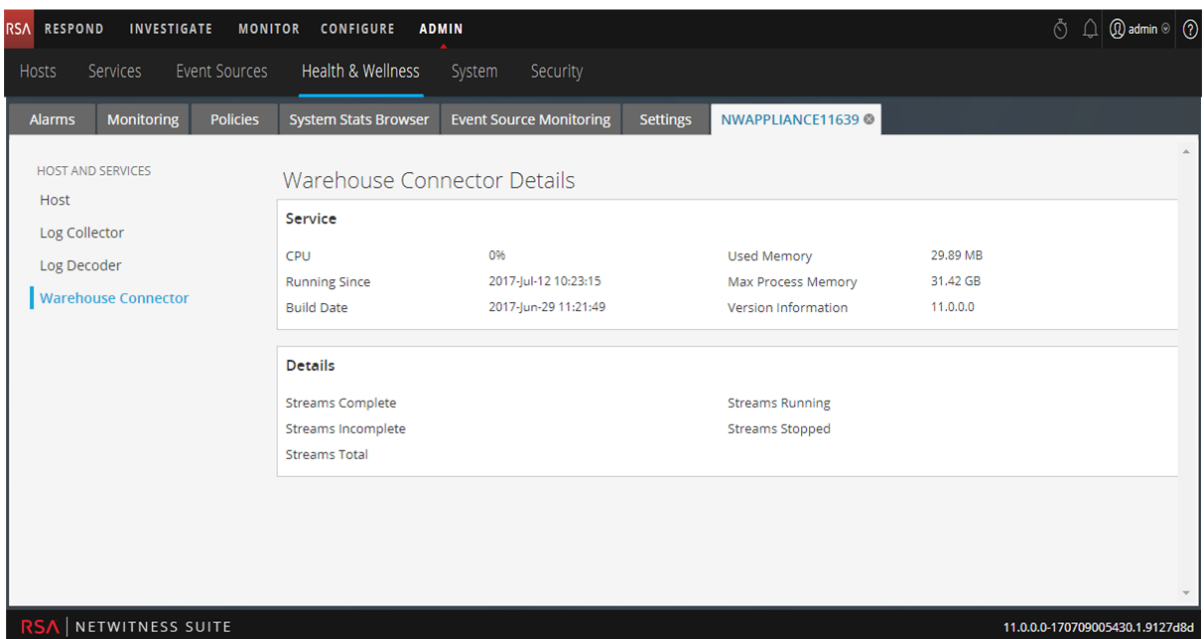 RSA RESPOND INVESTIGATE MONITOR CONFIGURE ADMIN admin
Hosts Services Event Sources Health & Wellness System Security
Alarms Monitoring Policies System Stats Browser Event Source Monitoring Settings NWAPPLIANCE11639
HOST AND SERVICES
Host
Log Collector
Log Decoder
Warehouse Connector
Warehouse Connector Details
Service
CPU 0% Used Memory 29.89 MB
Running Since 2017-Jul-12 10:23:15 Max Process Memory 31.42 GB
Build Date 2017-Jun-29 11:21:49 Version Information 11.0.0.0
Details
Streams Complete Streams Running
Streams Incomplete Streams Stopped
Streams Total
RSA | NETWITNESS SUITE 11.0.0.0-170709005430.1.9127d8d